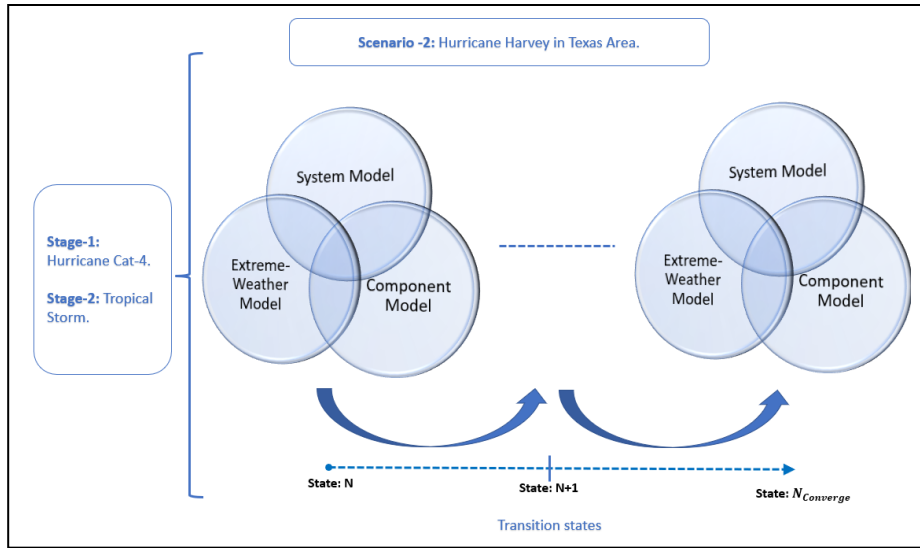 Scenario -2: Hurricane Harvey in Texas Area.
Stage-1:
Hurricane Cat-4.
Stage-2: Tropical
Storm.
System Model
Extreme-
Weather
Model
Component
Model
System Model
Extreme-
Weather
Model
Component
Model
State: N
State: N+1
State: N_Converge
Transition states